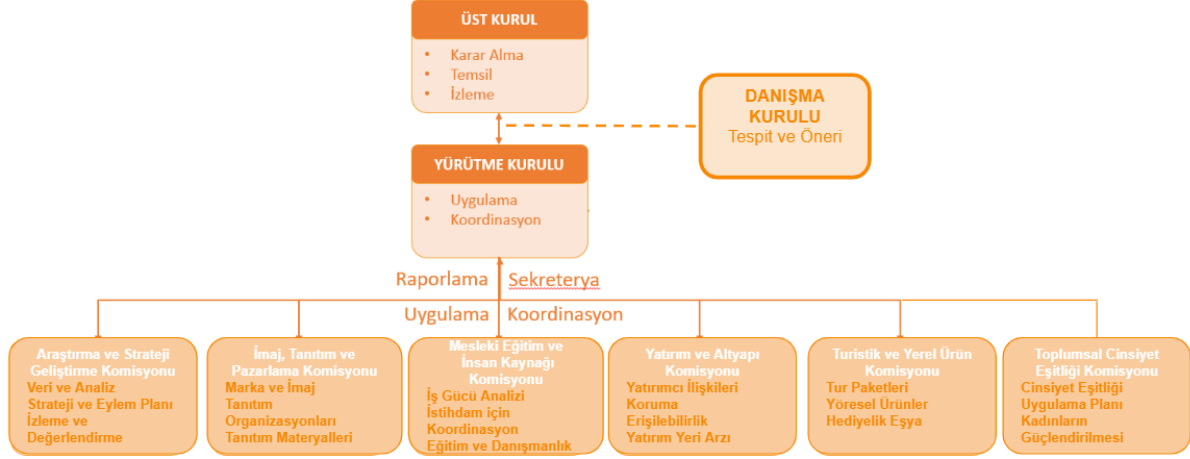 ÜST KURUL
• Karar Alma
• Temsil
• İzleme
DANIŞMA
KURULU
Tespit ve Öneri
YÜRÜTME KURULU
• Uygulama
• Koordinasyon
Raporlama Sekreterya
Uygulama Koordinasyon
Araştırma ve Strateji
Geliştirme Komisyonu
Veri ve Analiz
Strateji ve Eylem Planı
İzleme ve
Değerlendirme
İmaj, Tanıtım ve
Pazarlama Komisyonu
Marka ve İmaj
Tanıtım
Organizasyonları
Tanıtım Materyalleri
Mesleki Eğitim ve
İnsan Kaynağı
Komisyonu
İş Gücü Analizi
İstihdam için
Koordinasyon
Eğitim ve Danışmanlık
Yatırım ve Altyapı
Komisyonu
Yatırımcı İlişkileri
Koruma
Erişilebilirlik
Yatırım Yeri Arzı
Turistik ve Yerel Ürün
Komisyonu
Tur Paketleri
Yöresel Ürünler
Hediyelik Eşya
Toplumsal Cinsiyet
Eşitliği Komisyonu
Cinsiyet Eşitliği
Uygulama Planı
Kadınların
Güçlendirilmesi